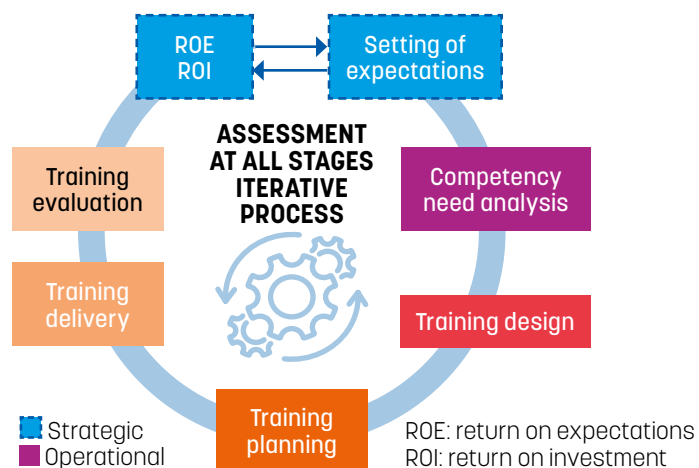 ROE
ROI
Setting of
expectations
ASSESSMENT
AT ALL STAGES
ITERATIVE
PROCESS
Training
evaluation
Competency
need analysis
Training
delivery
Training design
Training
planning
Strategic
Operational
ROE: return on expectations
ROI: return on investment